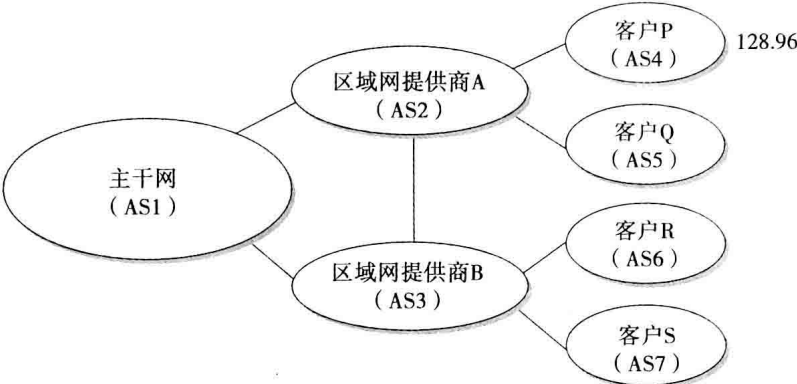 客户P
（AS4）
128.96
区域网提供商A
（AS2）
客户Q
（AS5）
主干网
（AS1）
客户R
（AS6）
区域网提供商B
（AS3）
客户S
（AS7）